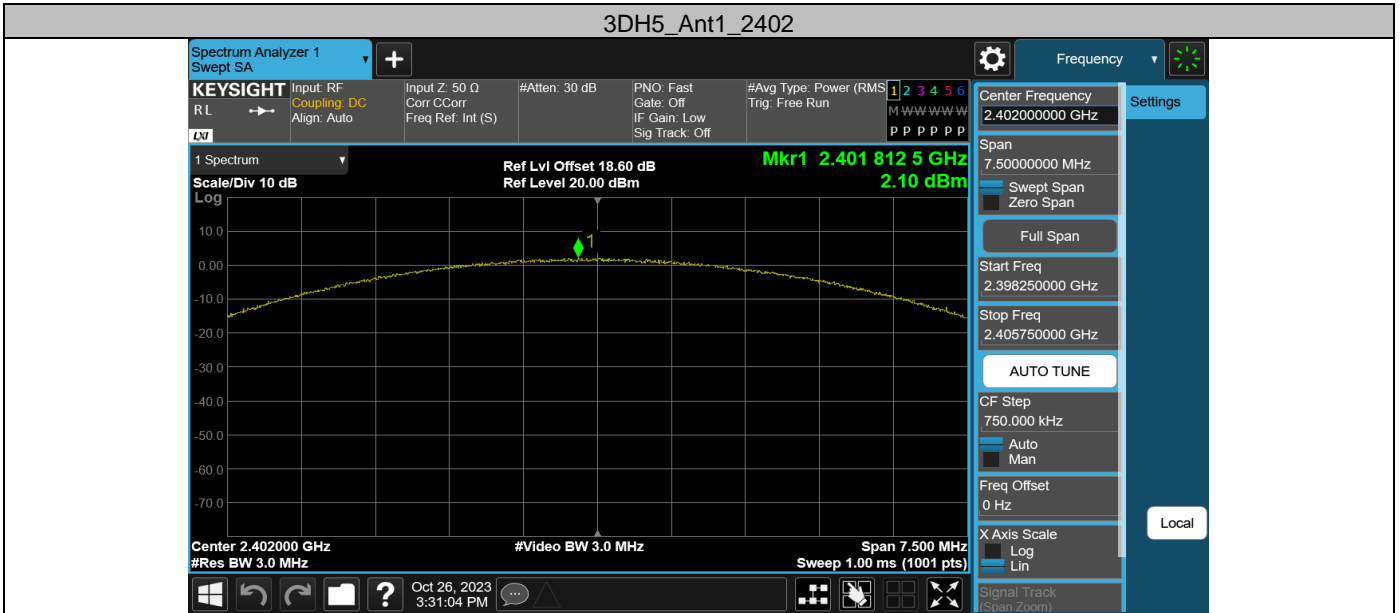 3DH5_Ant1_2402
Spectrum Analyzer 1
Swept SA
Frequency
KEYSIGHT
RL
LXI
Input: RF
Coupling: DC
Align: Auto
Input Z: 50 Ω
Corr CCorr
Freq Ref: Int (S)
#Atten: 30 dB
PNO: Fast
Gate: Off
IF Gain: Low
Sig Track: Off
#Avg Type: Power (RMS
Trig: Free Run
1 2 3 4 5 6
M W W W W W
P P P P P P
1 Spectrum
Scale/Div 10 dB
Ref Lvl Offset 18.60 dB
Ref Level 20.00 dBm
Mkr1 2.401 812 5 GHz
2.10 dBm
Log
1
10.0
0.00
-10.0
-20.0
-30.0
-40.0
-50.0
-60.0
-70.0
Center 2.402000 GHz
#Video BW 3.0 MHz
Span 7.500 MHz
#Res BW 3.0 MHz
Sweep 1.00 ms (1001 pts)
Center Frequency
2.402000000 GHz
Settings
Span
7.50000000 MHz
Swept Span
Zero Span
Full Span
Start Freq
2.398250000 GHz
Stop Freq
2.405750000 GHz
AUTO TUNE
CF Step
750.000 kHz
Auto
Man
Freq Offset
0 Hz
Local
X Axis Scale
Log
Lin
Signal Track
(Span Zoom)
?
Oct 26, 2023
3:31:04 PM